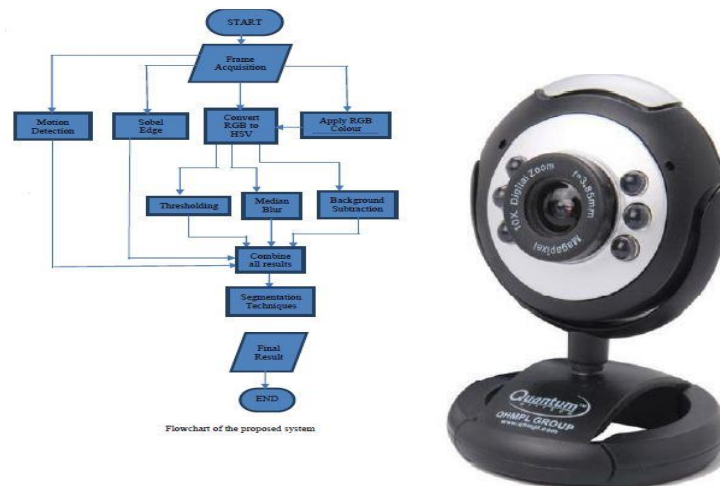 START
Frame
Acquisition
Motion
Detection
Sobel
Edge
Convert
RGB to
HSV
Apply RGB
Colour
Thresholding
Median
Blur
Background
Subtraction
Combine
all results
Segmentation
Techniques
Final
Result
END
Flowchart of the proposed system
10X Digital Zoom f=3.85mm
Magapixel
Quantum™
QHMPL GROUP
www.qhmpl.com